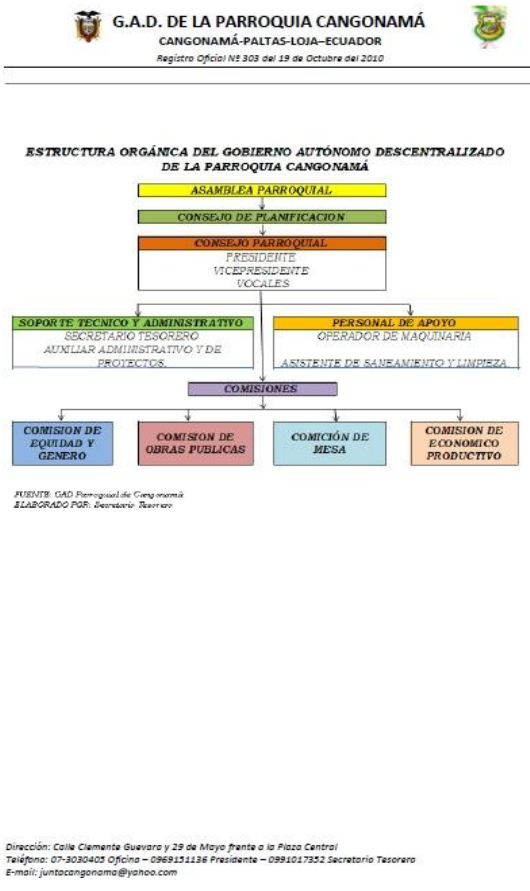 G.A.D. DE LA PARROQUIA CANGONAMÁ
CANGONAMÁ-PALTAS-LOJA–ECUADOR
Registro Oficial Nº 303 del 19 de Octubre del 2010
ESTRUCTURA ORGÁNICA DEL GOBIERNO AUTÓNOMO DESCENTRALIZADO
DE LA PARROQUIA CANGONAMÁ
ASAMBLEA PARROQUIAL
CONSEJO DE PLANIFICACION
CONSEJO PARROQUIAL
PRESIDENTE
VICEPRESIDENTE
VOCALES
SOPORTE TECNICO Y ADMINISTRATIVO
SECRETARIO TESORERO
AUXILIAR ADMINISTRATIVO Y DE
PROYECTOS.
PERSONAL DE APOYO
OPERADOR DE MAQUINARIA
ASISTENTE DE SANEAMIENTO Y LIMPIEZA
COMISIONES
COMISION DE
EQUIDAD Y
GENERO
COMISION DE
OBRAS PUBLICAS
COMICIÓN DE
MESA
COMISION DE
ECONOMICO
PRODUCTIVO
FUENTE: GAD Parroquial de Cangonamá
ELABORADO POR: Secretario Tesorero
Dirección: Calle Clemente Guevara y 29 de Mayo frente a la Plaza Central
Teléfono: 07-3030405 Oficina – 0969151136 Presidente – 0991017352 Secretario Tesorero
E-mail: juntacangonama@yahoo.com